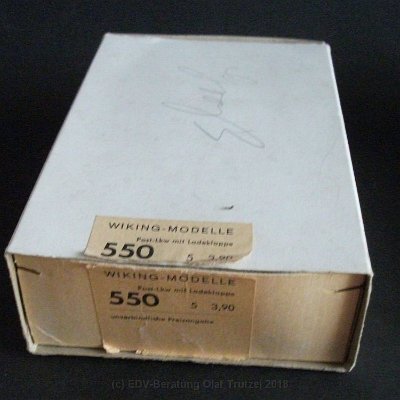 WIKING-MODELLE
Post-Lkw mit Ladeklappe
550 5 3,90
WIKING-MODELLE
Post-Lkw mit Ladeklappe
550 5 3,90
unverbindliche Preisangabe
(c) EDV-Beratung Olaf Trutzel 2018